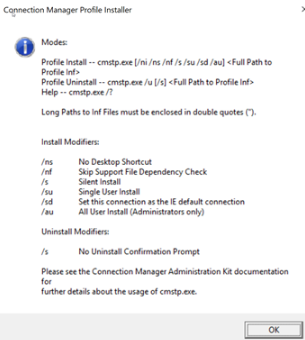 Connection Manager Profile Installer
Modes:
Profile Install -- cmstp.exe [/ni /ns /nf /s /su /sd /au] <Full Path to
Profile Inf>
Profile Uninstall -- cmstp.exe /u [/s] <Full Path to Profile Inf>
Help -- cmstp.exe /?
Long Paths to Inf Files must be enclosed in double quotes (").
Install Modifiers:
/ns No Desktop Shortcut
/nf Skip Support File Dependency Check
/s Silent Install
/su Single User Install
/sd Set this connection as the IE default connection
/au All User Install (Administrators only)
Uninstall Modifiers:
/s No Uninstall Confirmation Prompt
Please see the Connection Manager Administration Kit documentation
for
further details about the usage of cmstp.exe.
OK